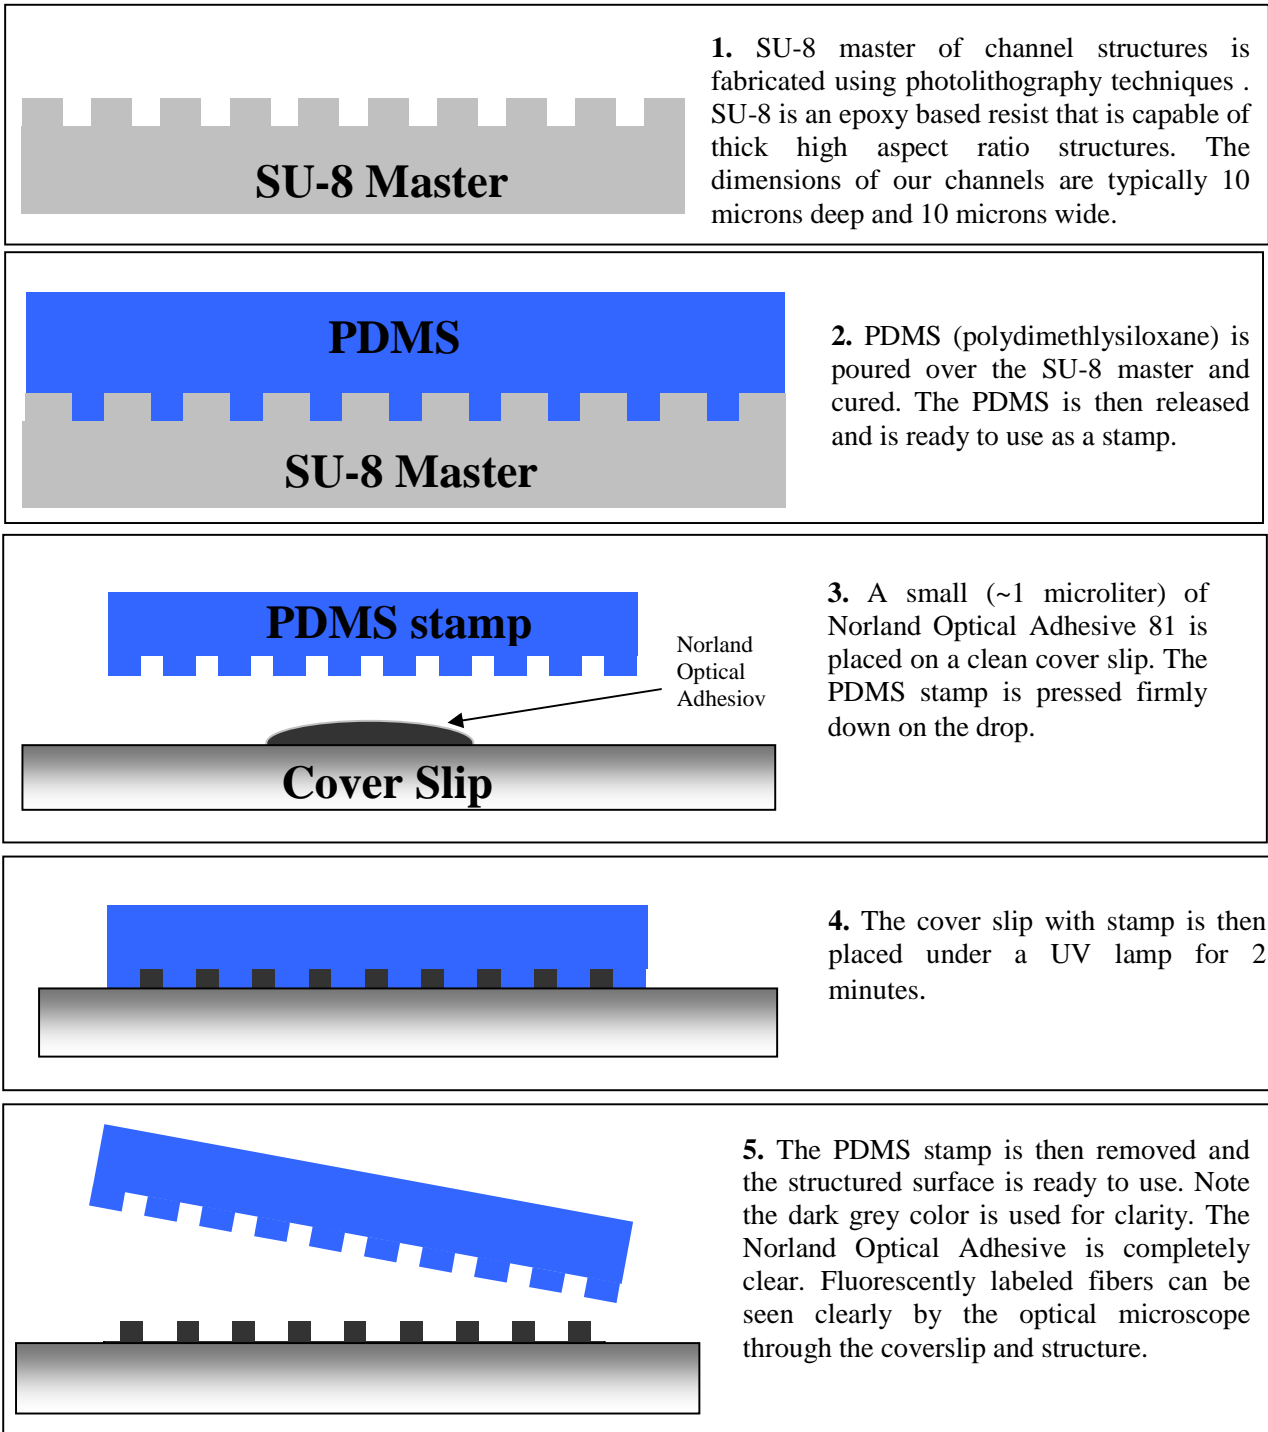 1. SU-8 master of channel structures is
fabricated using photolithography techniques .
SU-8 is an epoxy based resist that is capable of
thick high aspect ratio structures. The
dimensions of our channels are typically 10
microns deep and 10 microns wide.
SU-8 Master
PDMS
SU-8 Master
2. PDMS (polydimethlysiloxane) is
poured over the SU-8 master and
cured. The PDMS is then released
and is ready to use as a stamp.
PDMS stamp
Norland
Optical
Adhesiov
Cover Slip
3. A small (~1 microliter) of
Norland Optical Adhesive 81 is
placed on a clean cover slip. The
PDMS stamp is pressed firmly
down on the drop.
4. The cover slip with stamp is then
placed under a UV lamp for 2
minutes.
5. The PDMS stamp is then removed and
the structured surface is ready to use. Note
the dark grey color is used for clarity. The
Norland Optical Adhesive is completely
clear. Fluorescently labeled fibers can be
seen clearly by the optical microscope
through the coverslip and structure.